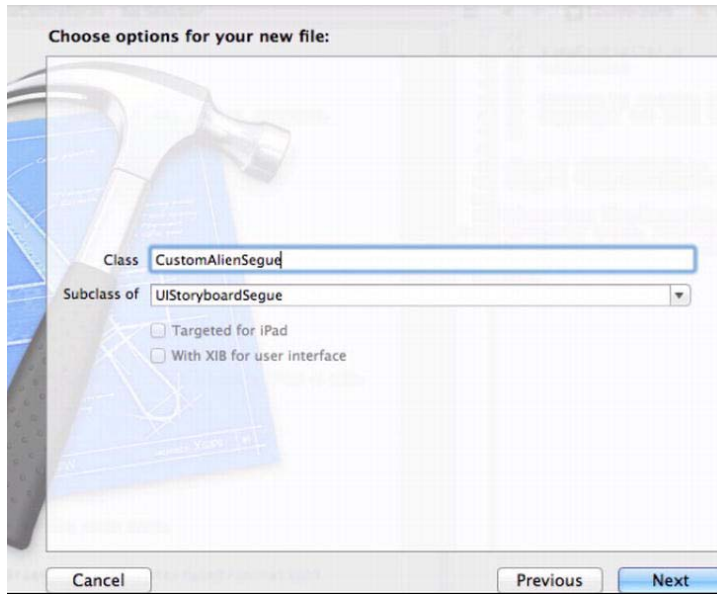 Choose options for your new file:
Class CustomAlienSegue
Subclass of UIStoryboardSegue
Targeted for iPad
With XIB for user interface
Cancel Previous Next